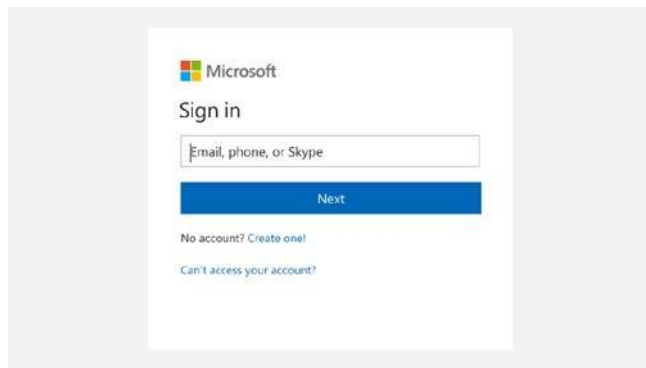 Microsoft
Sign in
Email, phone, or Skype
Next
No account? Create one!
Can't access your account?